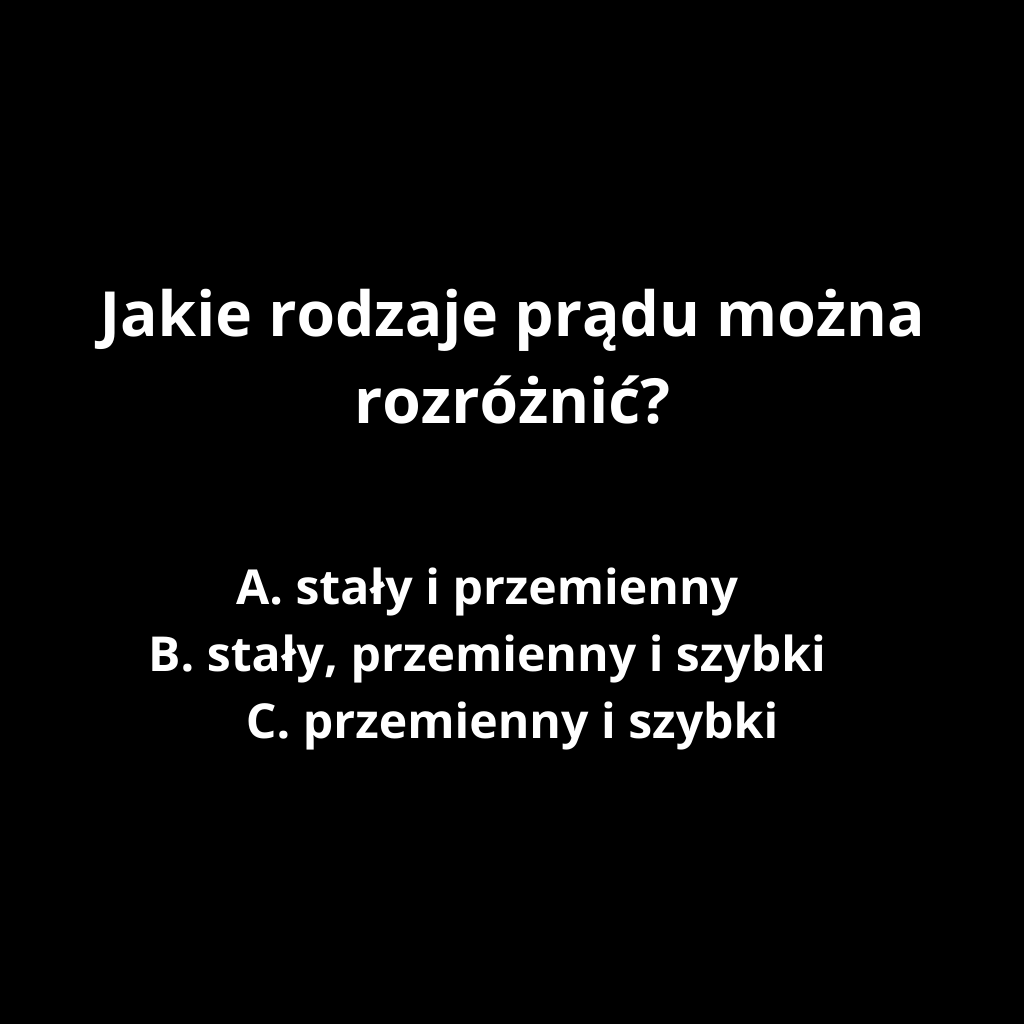 Jakie rodzaje prądu można
rozróżnić?
A. stały i przemienny
B. stały, przemienny i szybki
C. przemienny i szybki